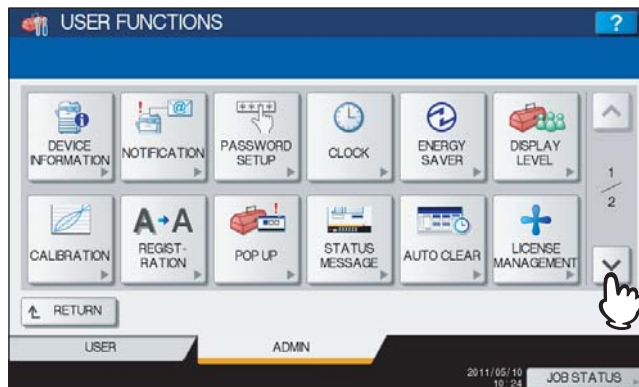 USER FUNCTIONS
?
DEVICE
INFORMATION
NOTIFICATION
PASSWORD
SETUP
CLOCK
ENERGY
SAVER
DISPLAY
LEVEL
1
2
CALIBRATION
A→A
REGIST-
RATION
POP UP
STATUS
MESSAGE
AUTO CLEAR
LICENSE
MANAGEMENT
RETURN
USER
ADMIN
2011/05/10
10:24
JOB STATUS